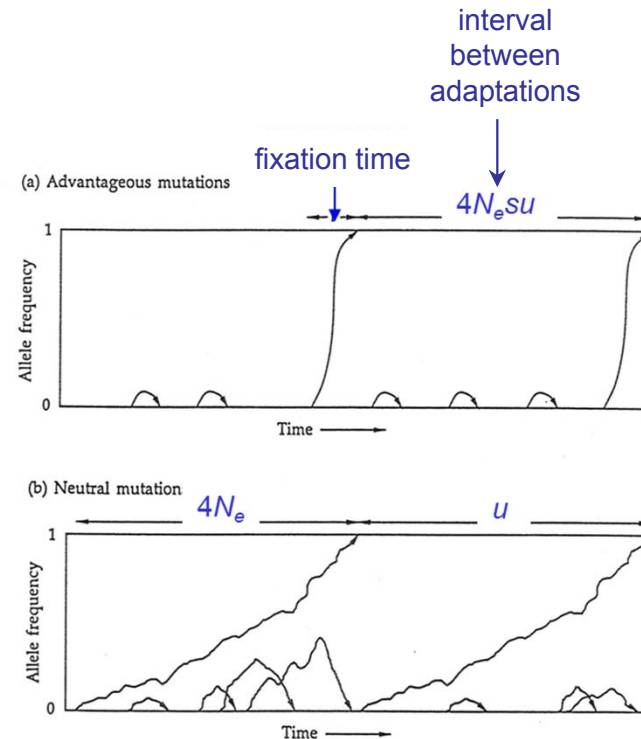 interval
between
adaptations
fixation time
(a) Advantageous mutations
4Nₑsu
1
Allele frequency
0
Time
(b) Neutral mutation
4Nₑ
u
1
Allele frequency
0
Time